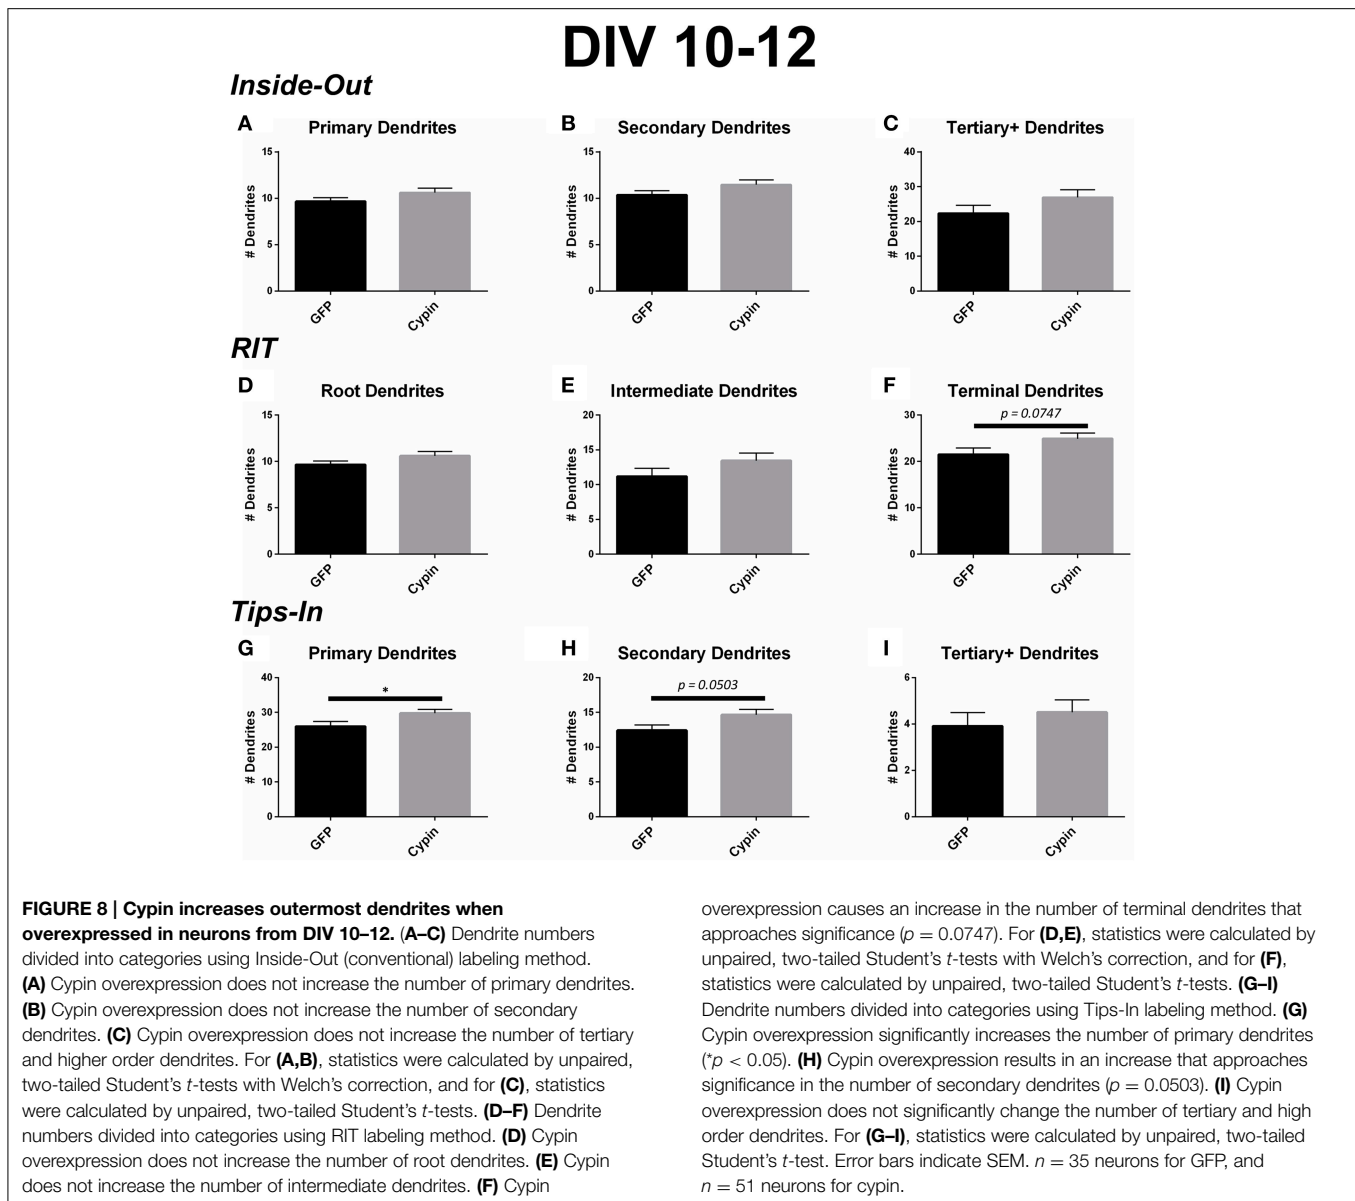 DIV 10-12
Inside-Out
A
Primary Dendrites
# Dendrites
15
10
5
0
GFP
Cypin
B
Secondary Dendrites
# Dendrites
15
10
5
0
GFP
Cypin
C
Tertiary+ Dendrites
# Dendrites
40
30
20
10
0
GFP
Cypin
RIT
D
Root Dendrites
# Dendrites
15
10
5
0
GFP
Cypin
E
Intermediate Dendrites
# Dendrites
20
15
10
5
0
GFP
Cypin
F
Terminal Dendrites
p = 0.0747
# Dendrites
30
20
10
0
GFP
Cypin
Tips-In
G
Primary Dendrites
*
# Dendrites
40
30
20
10
0
GFP
Cypin
H
Secondary Dendrites
p = 0.0503
# Dendrites
20
15
10
5
0
GFP
Cypin
I
Tertiary+ Dendrites
# Dendrites
6
4
2
0
GFP
Cypin
FIGURE 8 | Cypin increases outermost dendrites when
overexpressed in neurons from DIV 10–12. (A–C) Dendrite numbers
divided into categories using Inside-Out (conventional) labeling method.
(A) Cypin overexpression does not increase the number of primary dendrites.
(B) Cypin overexpression does not increase the number of secondary
dendrites. (C) Cypin overexpression does not increase the number of tertiary
and higher order dendrites. For (A,B), statistics were calculated by unpaired,
two-tailed Student's t-tests with Welch's correction, and for (C), statistics
were calculated by unpaired, two-tailed Student's t-tests. (D–F) Dendrite
numbers divided into categories using RIT labeling method. (D) Cypin
overexpression does not increase the number of root dendrites. (E) Cypin
does not increase the number of intermediate dendrites. (F) Cypin
overexpression causes an increase in the number of terminal dendrites that
approaches significance (p = 0.0747). For (D,E), statistics were calculated by
unpaired, two-tailed Student's t-tests with Welch's correction, and for (F),
statistics were calculated by unpaired, two-tailed Student's t-tests. (G–I)
Dendrite numbers divided into categories using Tips-In labeling method. (G)
Cypin overexpression significantly increases the number of primary dendrites
(*p < 0.05). (H) Cypin overexpression results in an increase that approaches
significance in the number of secondary dendrites (p = 0.0503). (I) Cypin
overexpression does not significantly change the number of tertiary and high
order dendrites. For (G–I), statistics were calculated by unpaired, two-tailed
Student's t-test. Error bars indicate SEM. n = 35 neurons for GFP, and
n = 51 neurons for cypin.